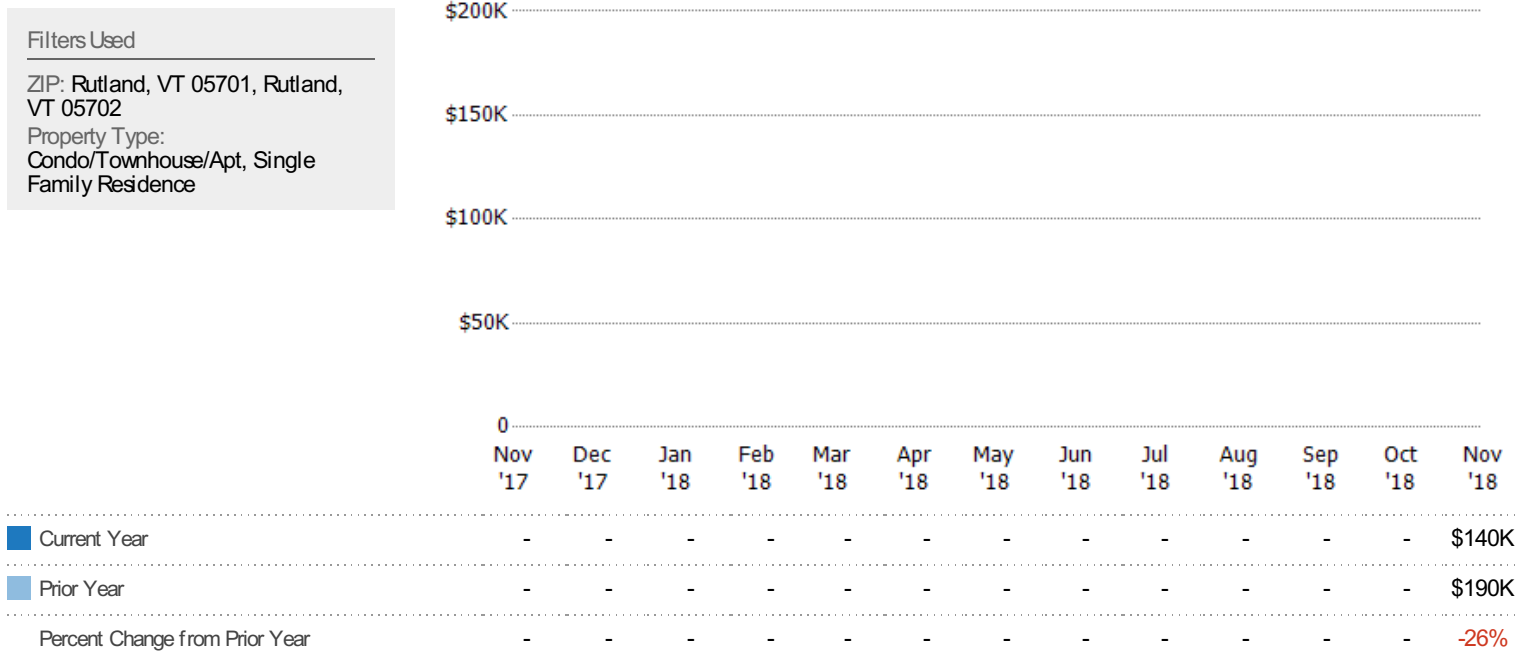 Filters Used
ZIP: Rutland, VT 05701, Rutland,
VT 05702
Property Type:
Condo/Townhouse/Apt, Single
Family Residence
$200K
$150K
$100K
$50K
0
Nov Dec Jan Feb Mar Apr May Jun Jul Aug Sep Oct Nov
'17 '17 '18 '18 '18 '18 '18 '18 '18 '18 '18 '18 '18
Current Year - - - - - - - - - - - - $140K
Prior Year - - - - - - - - - - - - $190K
Percent Change from Prior Year - - - - - - - - - - - - -26%